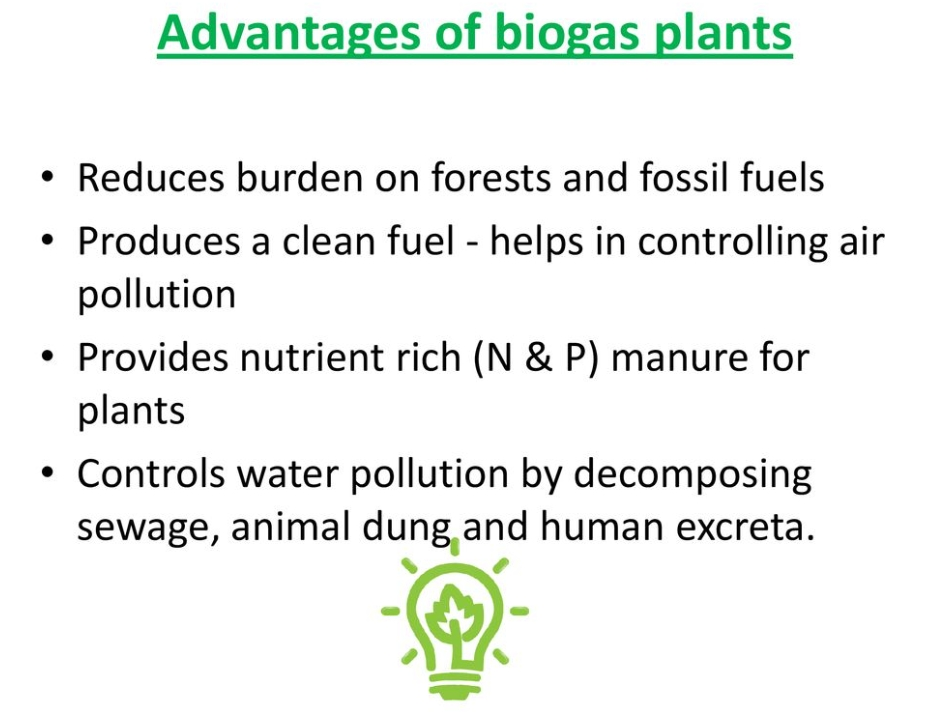 Advantages of biogas plants
• Reduces burden on forests and fossil fuels
• Produces a clean fuel - helps in controlling air
pollution
• Provides nutrient rich (N & P) manure for
plants
• Controls water pollution by decomposing
sewage, animal dung and human excreta.